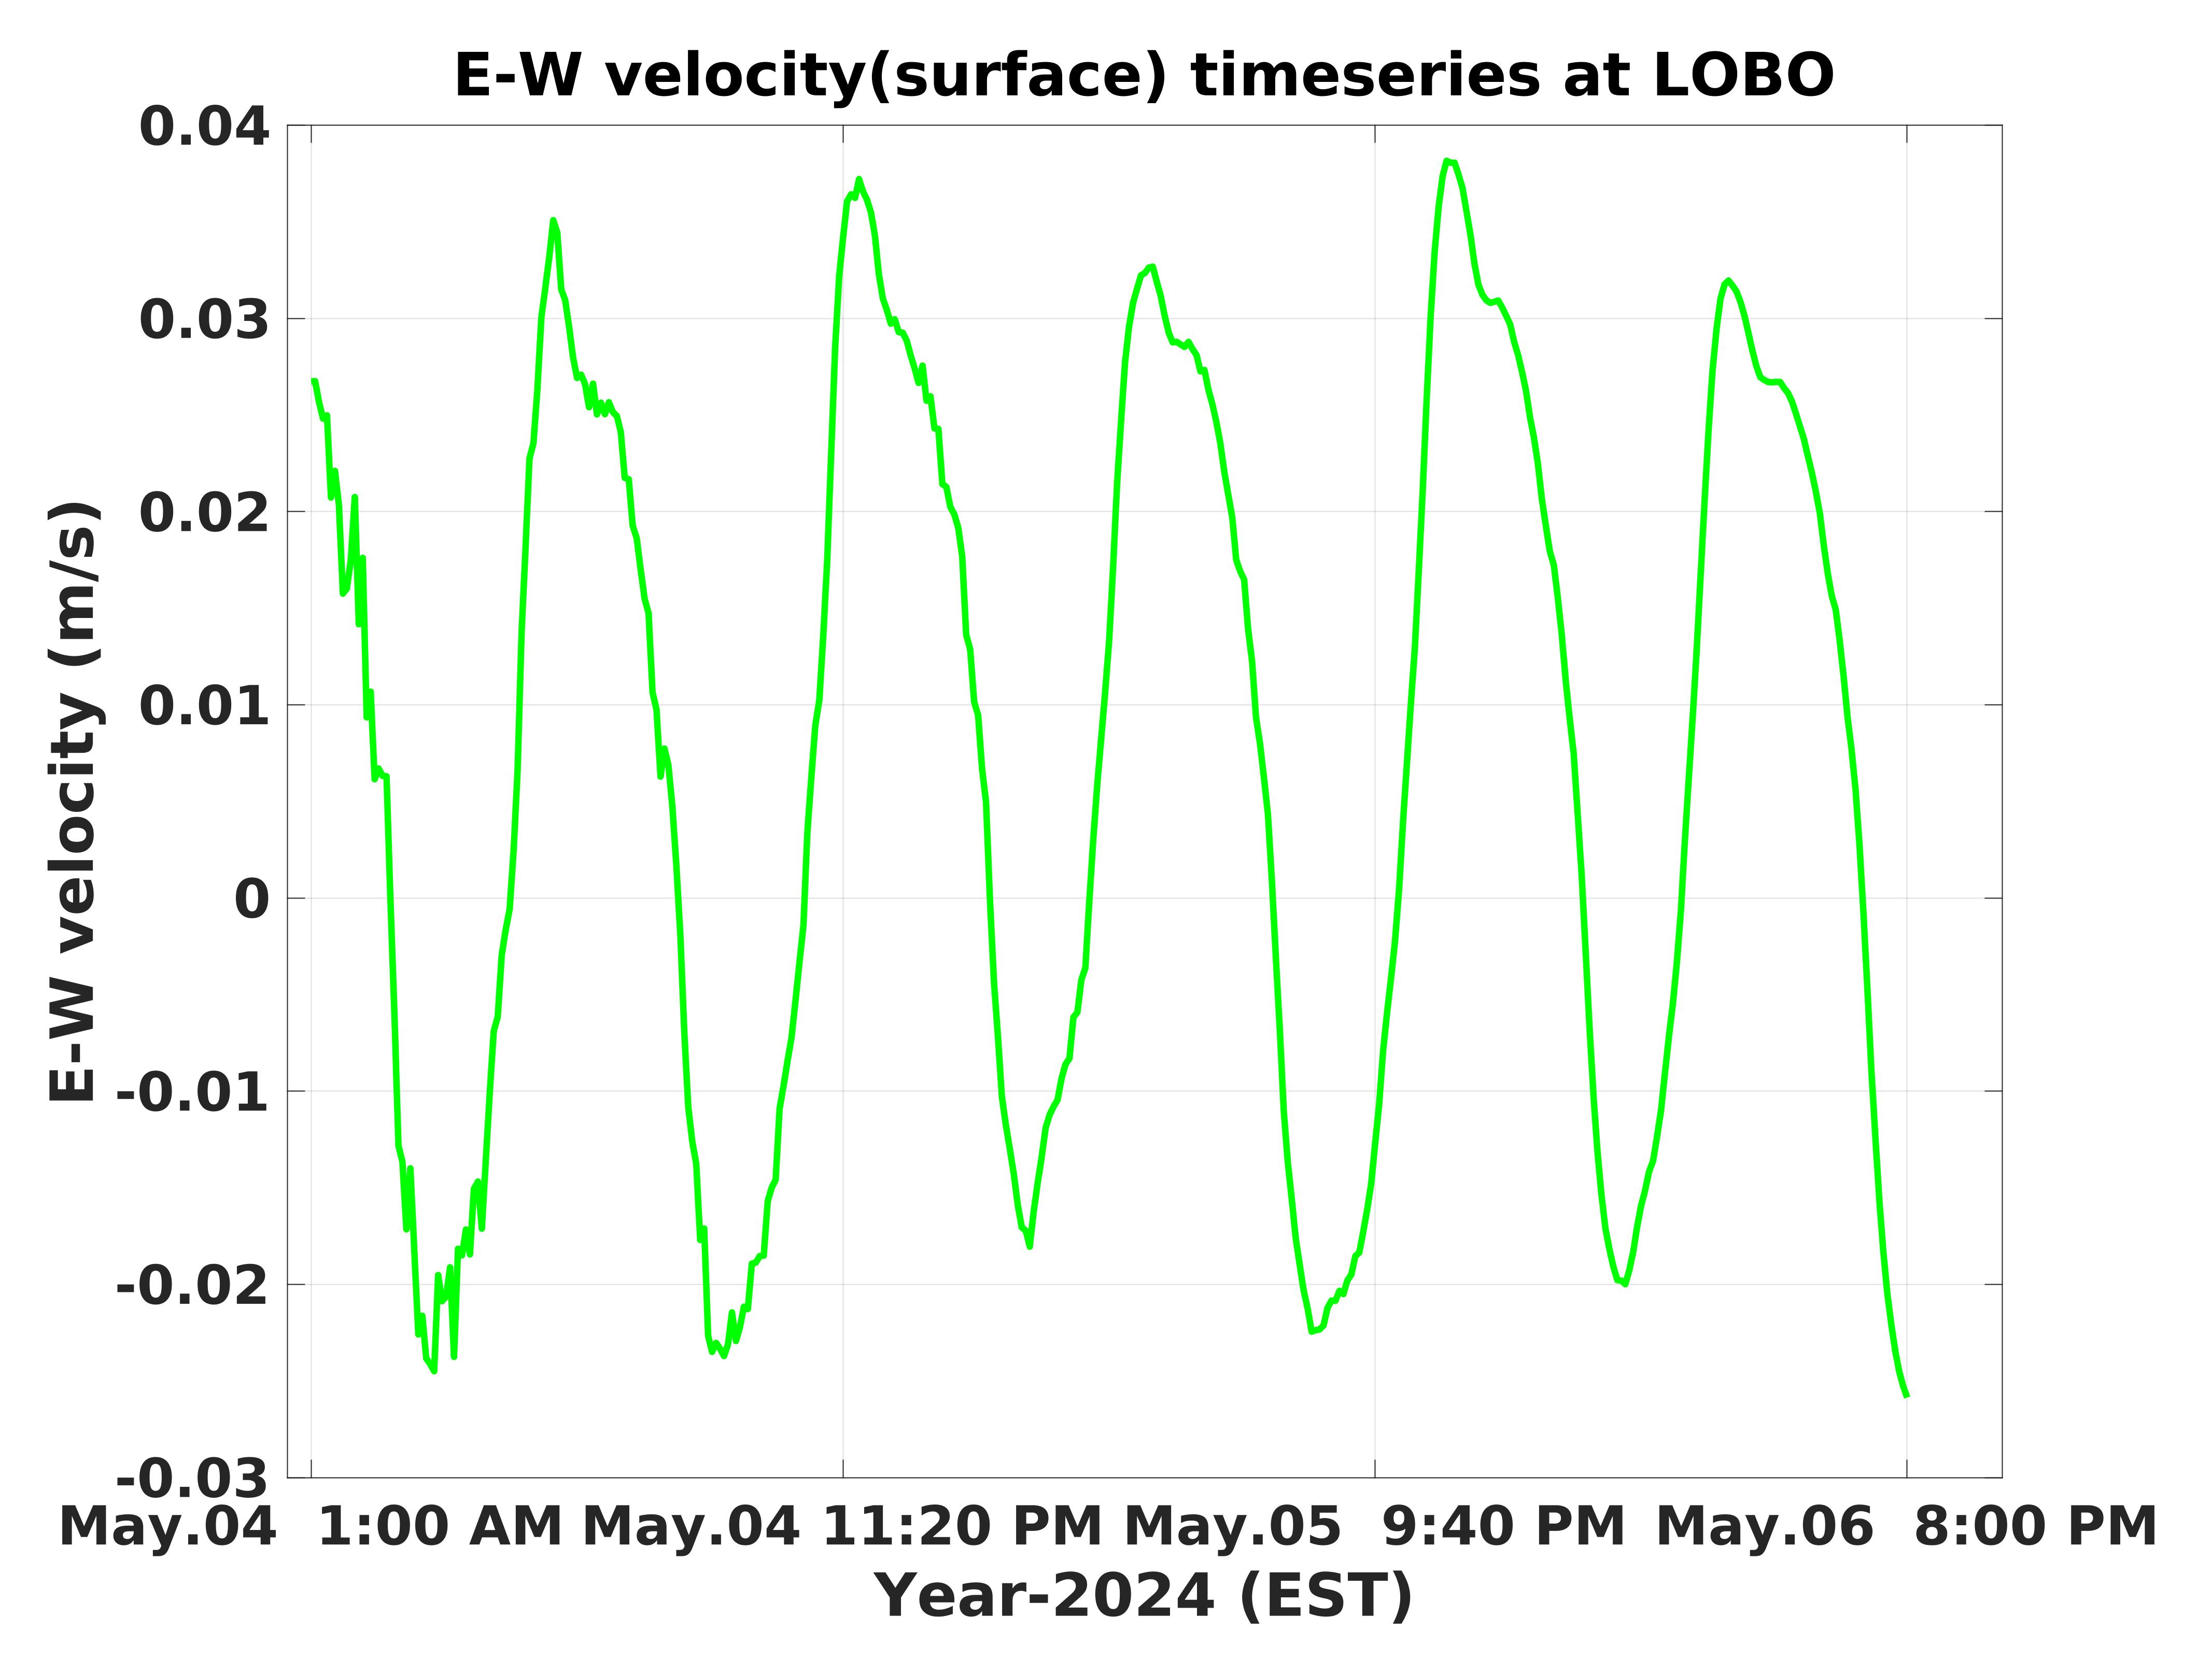 E-W velocity(surface) timeseries at LOBO
0.04
0.03
0.02
0.01
0
-0.01
-0.02
-0.03
E-W velocity (m/s)
May.04 1:00 AM May.04 11:20 PM May.05 9:40 PM May.06 8:00 PM
Year-2024 (EST)